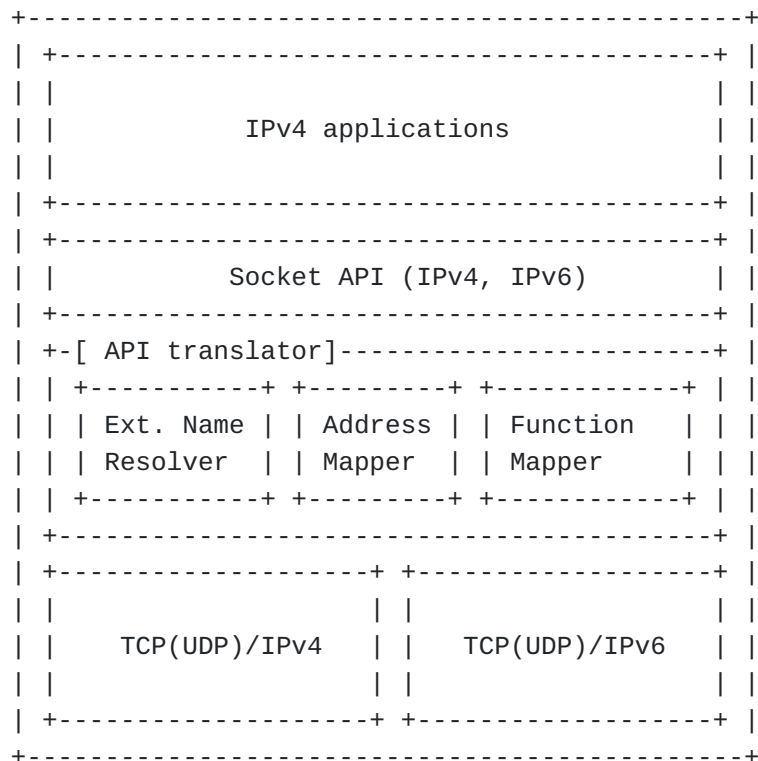 IPv4 applications
Socket API (IPv4, IPv6)
[ API translator]
Ext. Name Address Function
Resolver Mapper Mapper
TCP(UDP)/IPv4 TCP(UDP)/IPv6